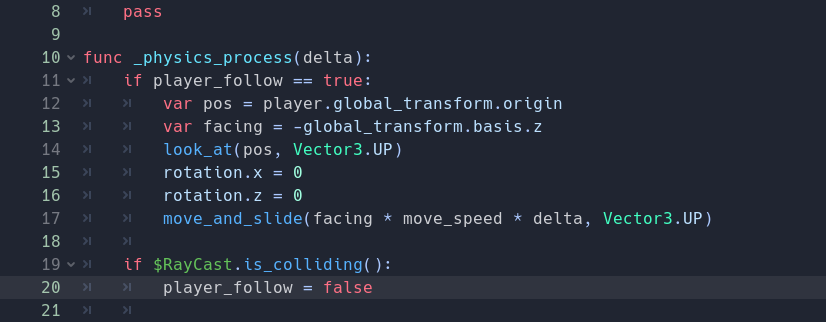 8 pass
9
10 func _physics_process(delta):
11 if player_follow == true:
12 var pos = player.global_transform.origin
13 var facing = -global_transform.basis.z
14 look_at(pos, Vector3.UP)
15 rotation.x = 0
16 rotation.z = 0
17 move_and_slide(facing * move_speed * delta, Vector3.UP)
18
19 if $RayCast.is_colliding():
20 player_follow = false
21